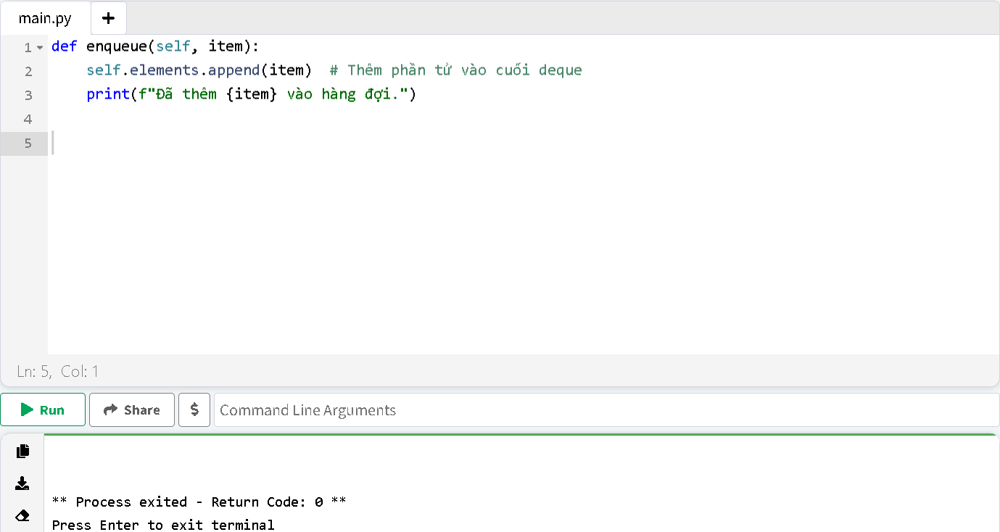 main.py
1 def enqueue(self, item):
2 self.elements.append(item) # Thêm phần tử vào cuối deque
3 print(f"Đã thêm {item} vào hàng đợi.")
4
5
Ln: 5, Col: 1
Run Share $ Command Line Arguments
** Process exited - Return Code: 0 **
Press Enter to exit terminal